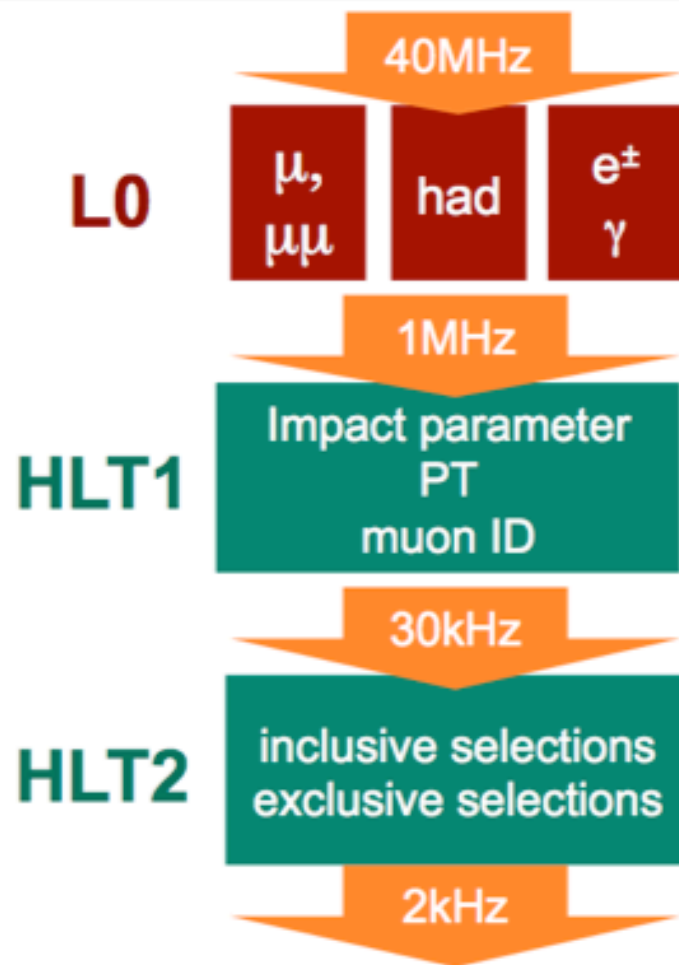 40MHz
L0
μ,
μμ
had
e±
γ
1MHz
HLT1
Impact parameter
PT
muon ID
30kHz
HLT2
inclusive selections
exclusive selections
2kHz